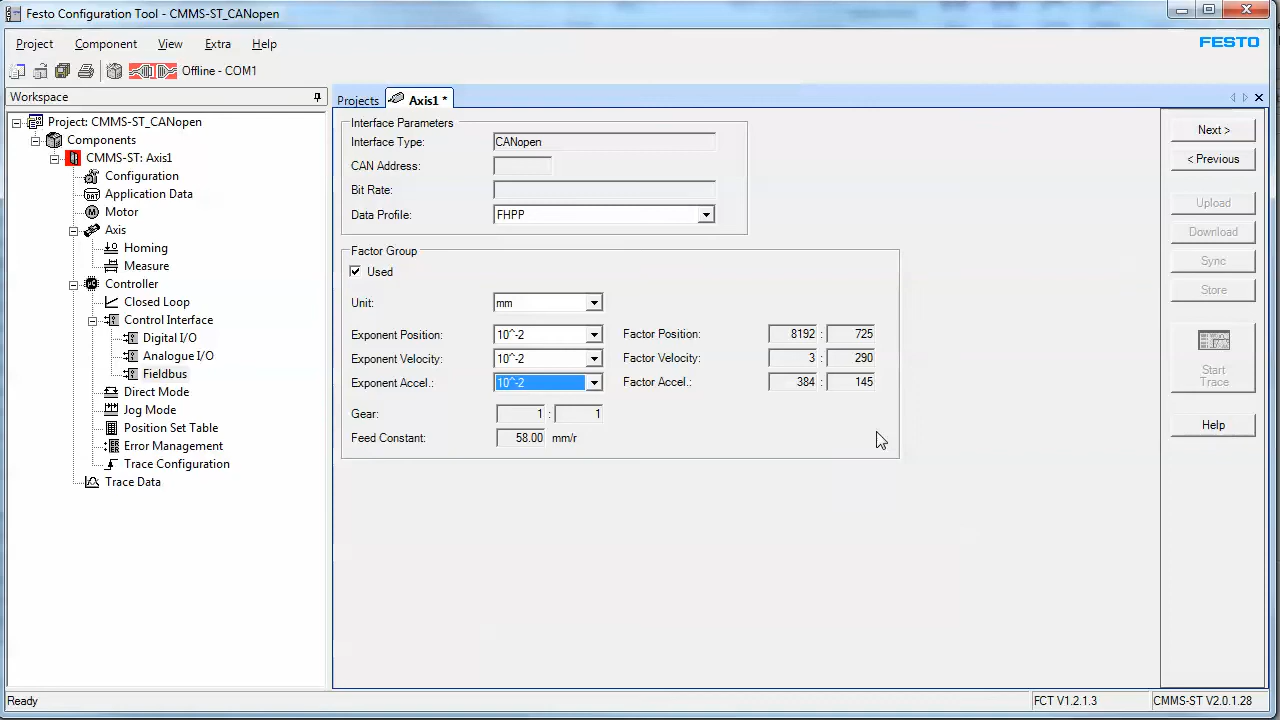 Festo Configuration Tool - CMMS-ST_CANopen
Project Component View Extra Help
FESTO
Offline - COM1
Workspace
Projects Axis1 *
Project: CMMS-ST_CANopen
Components
CMMS-ST: Axis1
Configuration
Application Data
Motor
Axis
Homing
Measure
Controller
Closed Loop
Control Interface
Digital I/O
Analogue I/O
Fieldbus
Direct Mode
Jog Mode
Position Set Table
Error Management
Trace Configuration
Trace Data
Interface Parameters
Interface Type: CANopen
CAN Address:
Bit Rate:
Data Profile: FHPP
Factor Group
Used
Unit: mm
Exponent Position: 10^-2 Factor Position: 8192 : 725
Exponent Velocity: 10^-2 Factor Velocity: 3 : 290
Exponent Accel.: 10^-2 Factor Accel.: 384 : 145
Gear: 1 : 1
Feed Constant: 58.00 mm/r
Next >
< Previous
Upload
Download
Sync
Store
Start
Trace
Help
Ready
FCT V1.2.1.3
CMMS-ST V2.0.1.28